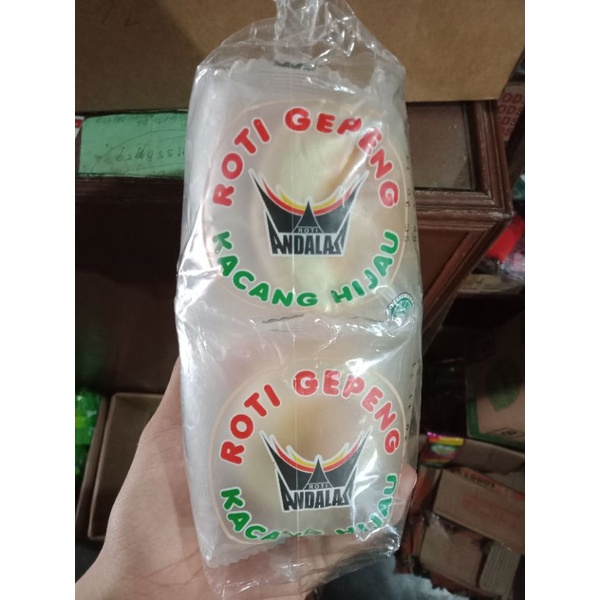 ROTI GEPENG
ROTI
ANDALAS
KACANG HIJAU
ROTI GEPENG
ROTI
ANDALAS
KACANG HIJAU